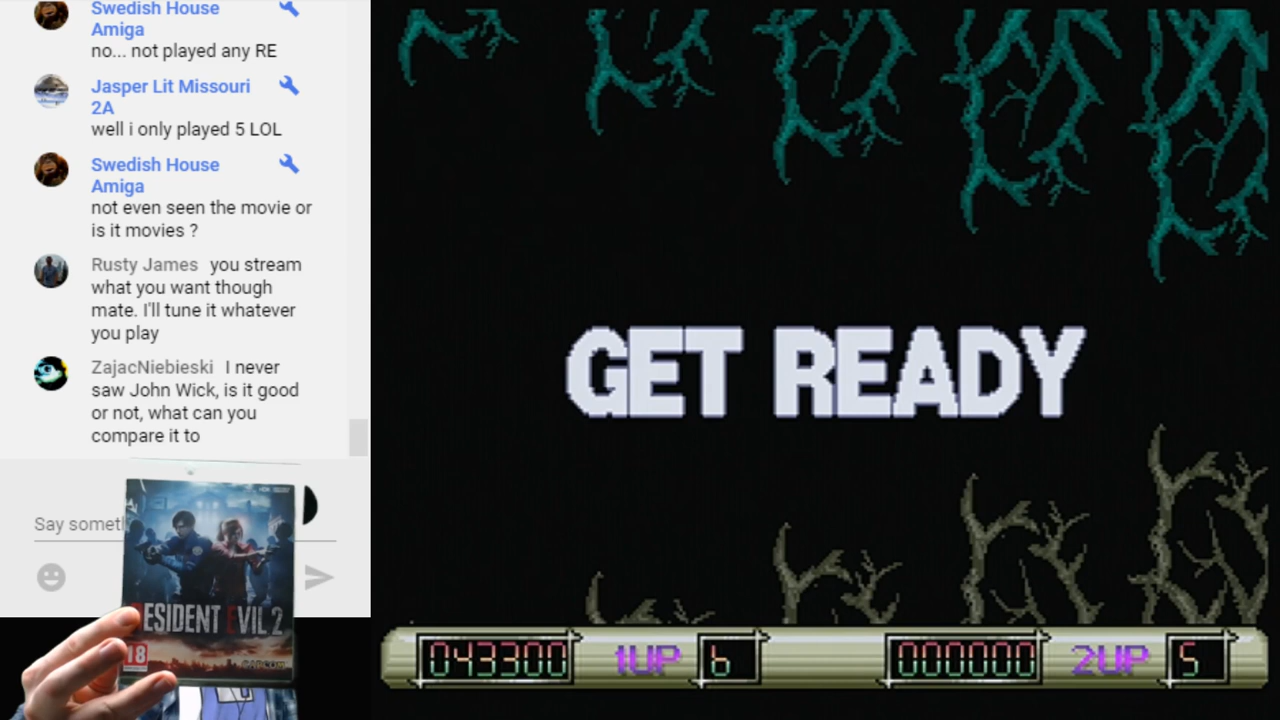 Swedish House
Amiga
no... not played any RE
Jasper Lit Missouri
2A
well i only played 5 LOL
Swedish House
Amiga
not even seen the movie or
is it movies ?
Rusty James you stream
what you want though
mate. I'll tune it whatever
you play
ZajacNiebieski I never
saw John Wick, is it good
or not, what can you
compare it to
Say someth
RESIDENT EVIL 2
18
CAPCOM
GET READY
043300 1UP 6 000000 2UP 5